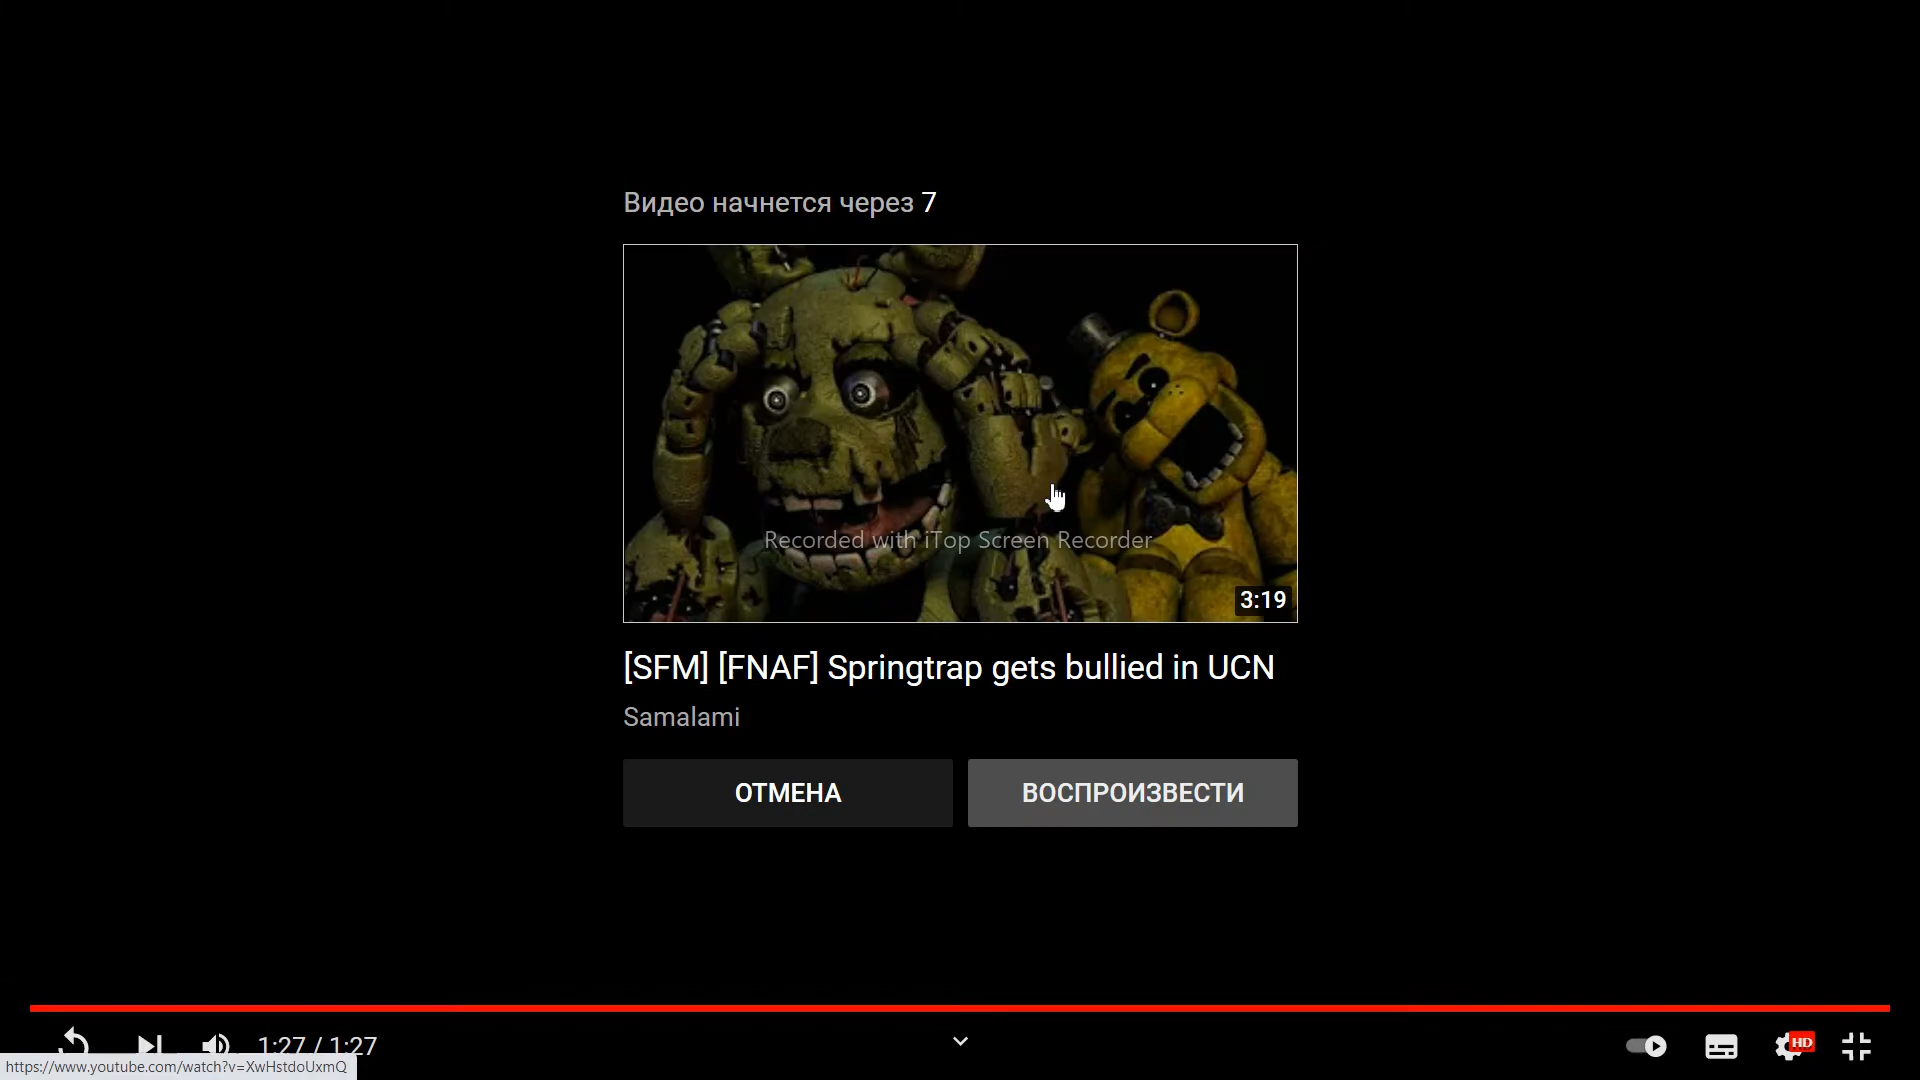 Видео начнется через 7
Recorded with iTop Screen Recorder
3:19
[SFM] [FNAF] Springtrap gets bullied in UCN
Samalami
ОТМЕНА
ВОСПРОИЗВЕСТИ
1:27 / 1:27
HD
https://www.youtube.com/watch?v=XwHstdoUxmQ